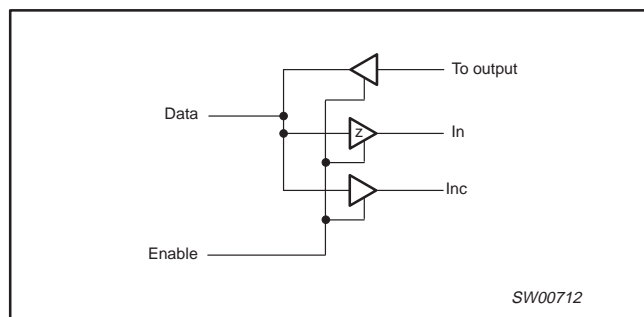 To output
Data
z
In
Inc
Enable
SW00712